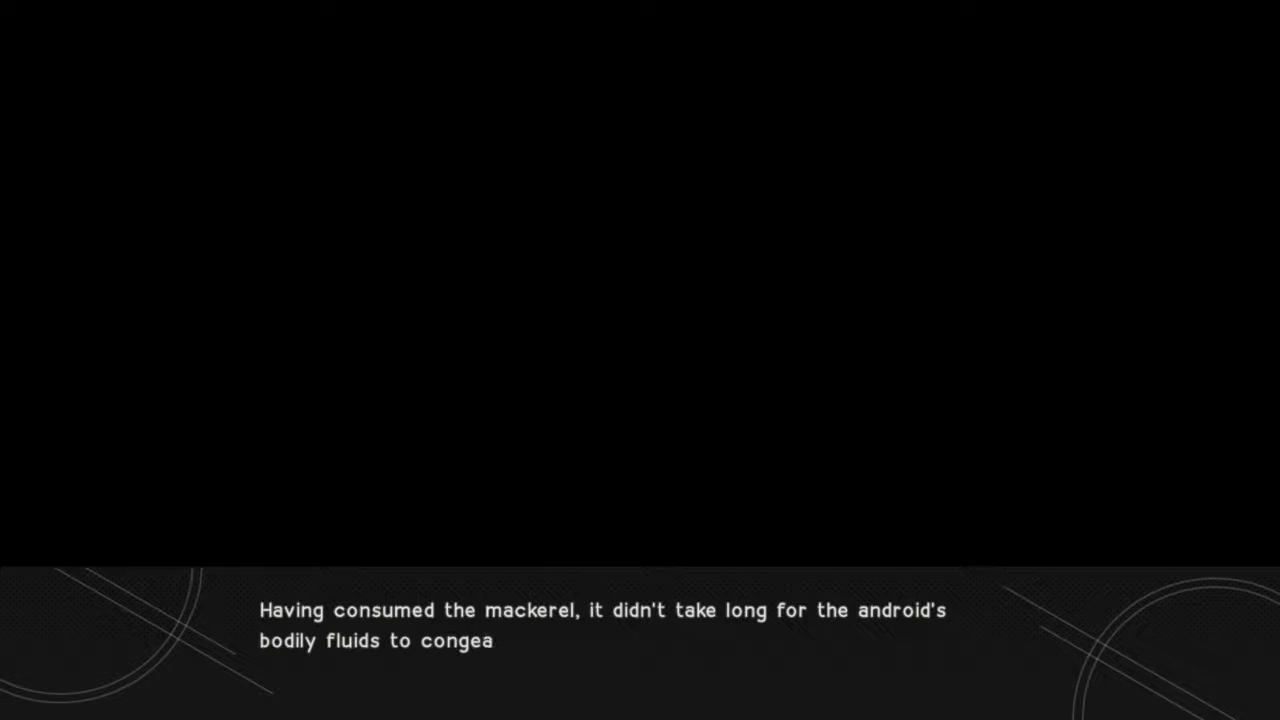 Having consumed the mackerel, it didn't take long for the android's
bodily fluids to congea